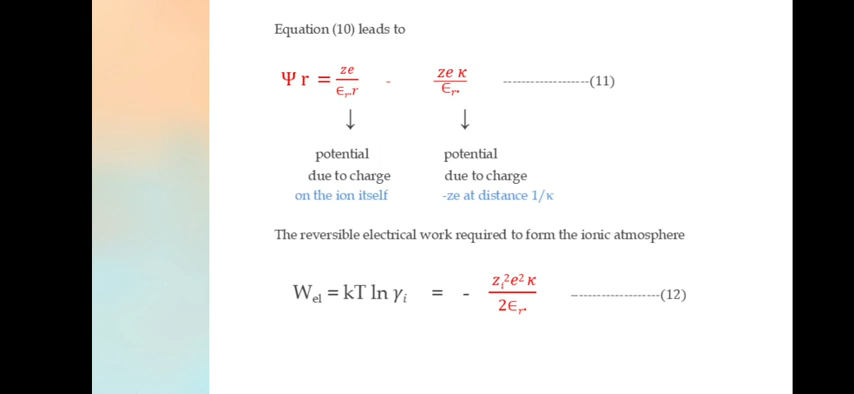 Equation (10) leads to
Ψ r = ze/∈r.r - ze κ/∈r. ------------------(11)
↓ ↓
potential potential
due to charge due to charge
on the ion itself -ze at distance 1/κ
The reversible electrical work required to form the ionic atmosphere
Wel = kT ln γi = - zi²e² κ/2∈r. ------------------(12)